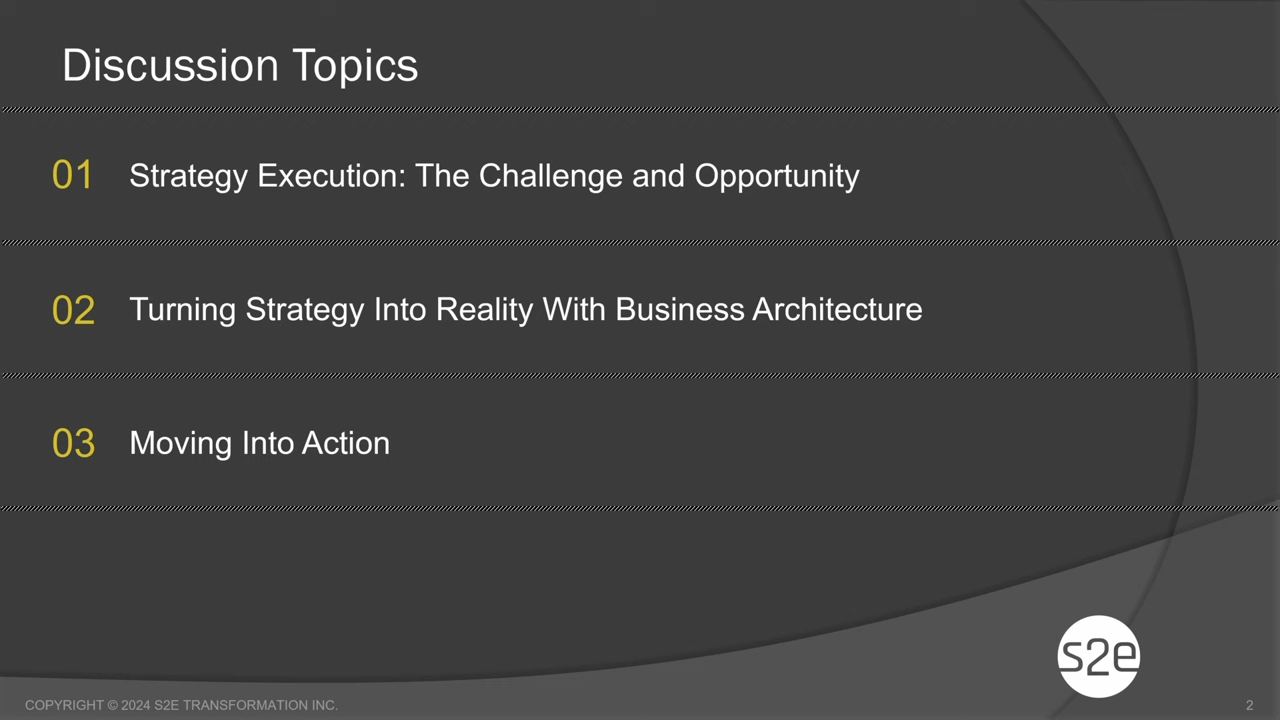 Discussion Topics
01 Strategy Execution: The Challenge and Opportunity
02 Turning Strategy Into Reality With Business Architecture
03 Moving Into Action
s2e
COPYRIGHT © 2024 S2E TRANSFORMATION INC. 2